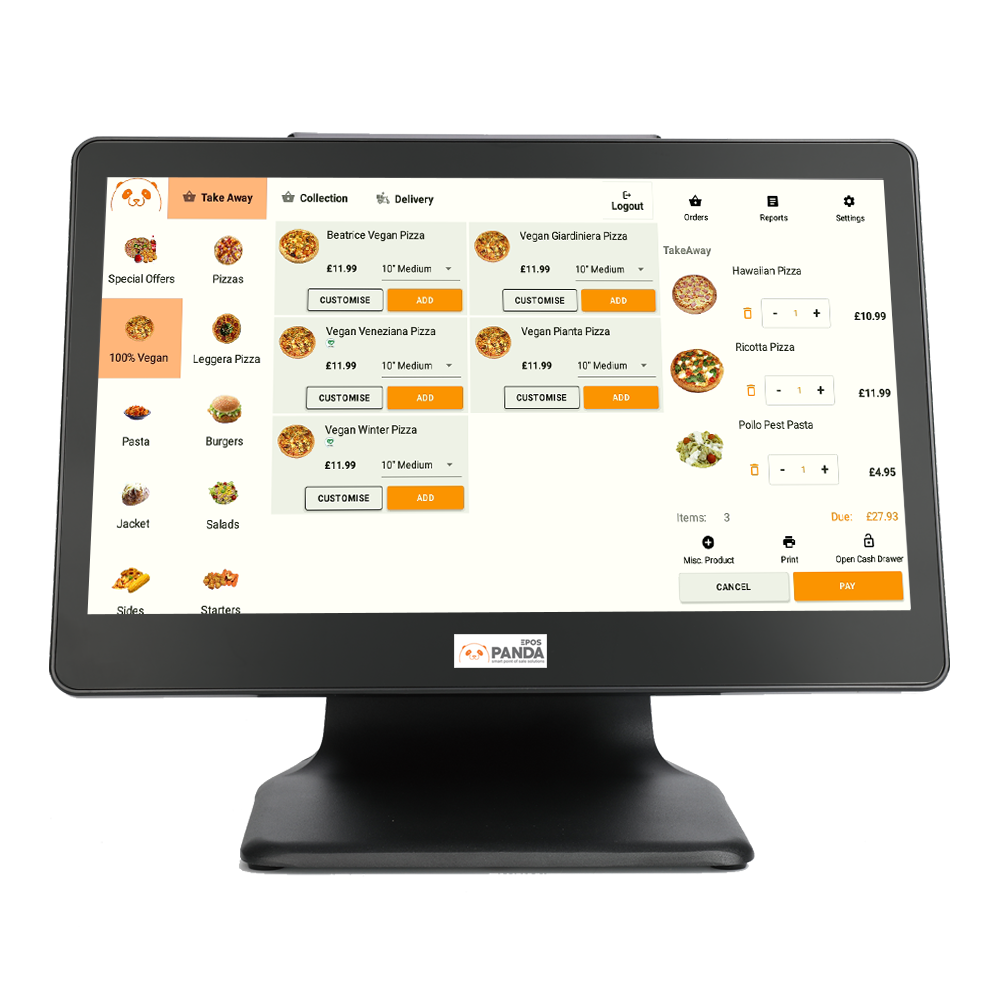 Take Away
Collection
Delivery
Logout
Orders
Reports
Settings
Special Offers
Pizzas
100% Vegan
Leggera Pizza
Pasta
Burgers
Jacket
Salads
Sides
Starters
Beatrice Vegan Pizza
£11.99 10" Medium
CUSTOMISE ADD
Vegan Giardiniera Pizza
£11.99 10" Medium
CUSTOMISE ADD
Vegan Veneziana Pizza
£11.99 10" Medium
CUSTOMISE ADD
Vegan Pianta Pizza
£11.99 10" Medium
CUSTOMISE ADD
Vegan Winter Pizza
£11.99 10" Medium
CUSTOMISE ADD
TakeAway
Hawaiian Pizza
- 1 + £10.99
Ricotta Pizza
- 1 + £11.99
Poilo Pest Pasta
- 1 + £4.95
Items: 3 Due: £27.93
Misc. Product Print Open Cash Drawer
CANCEL PAY
EPOS
PANDA
smart point of sale solutions